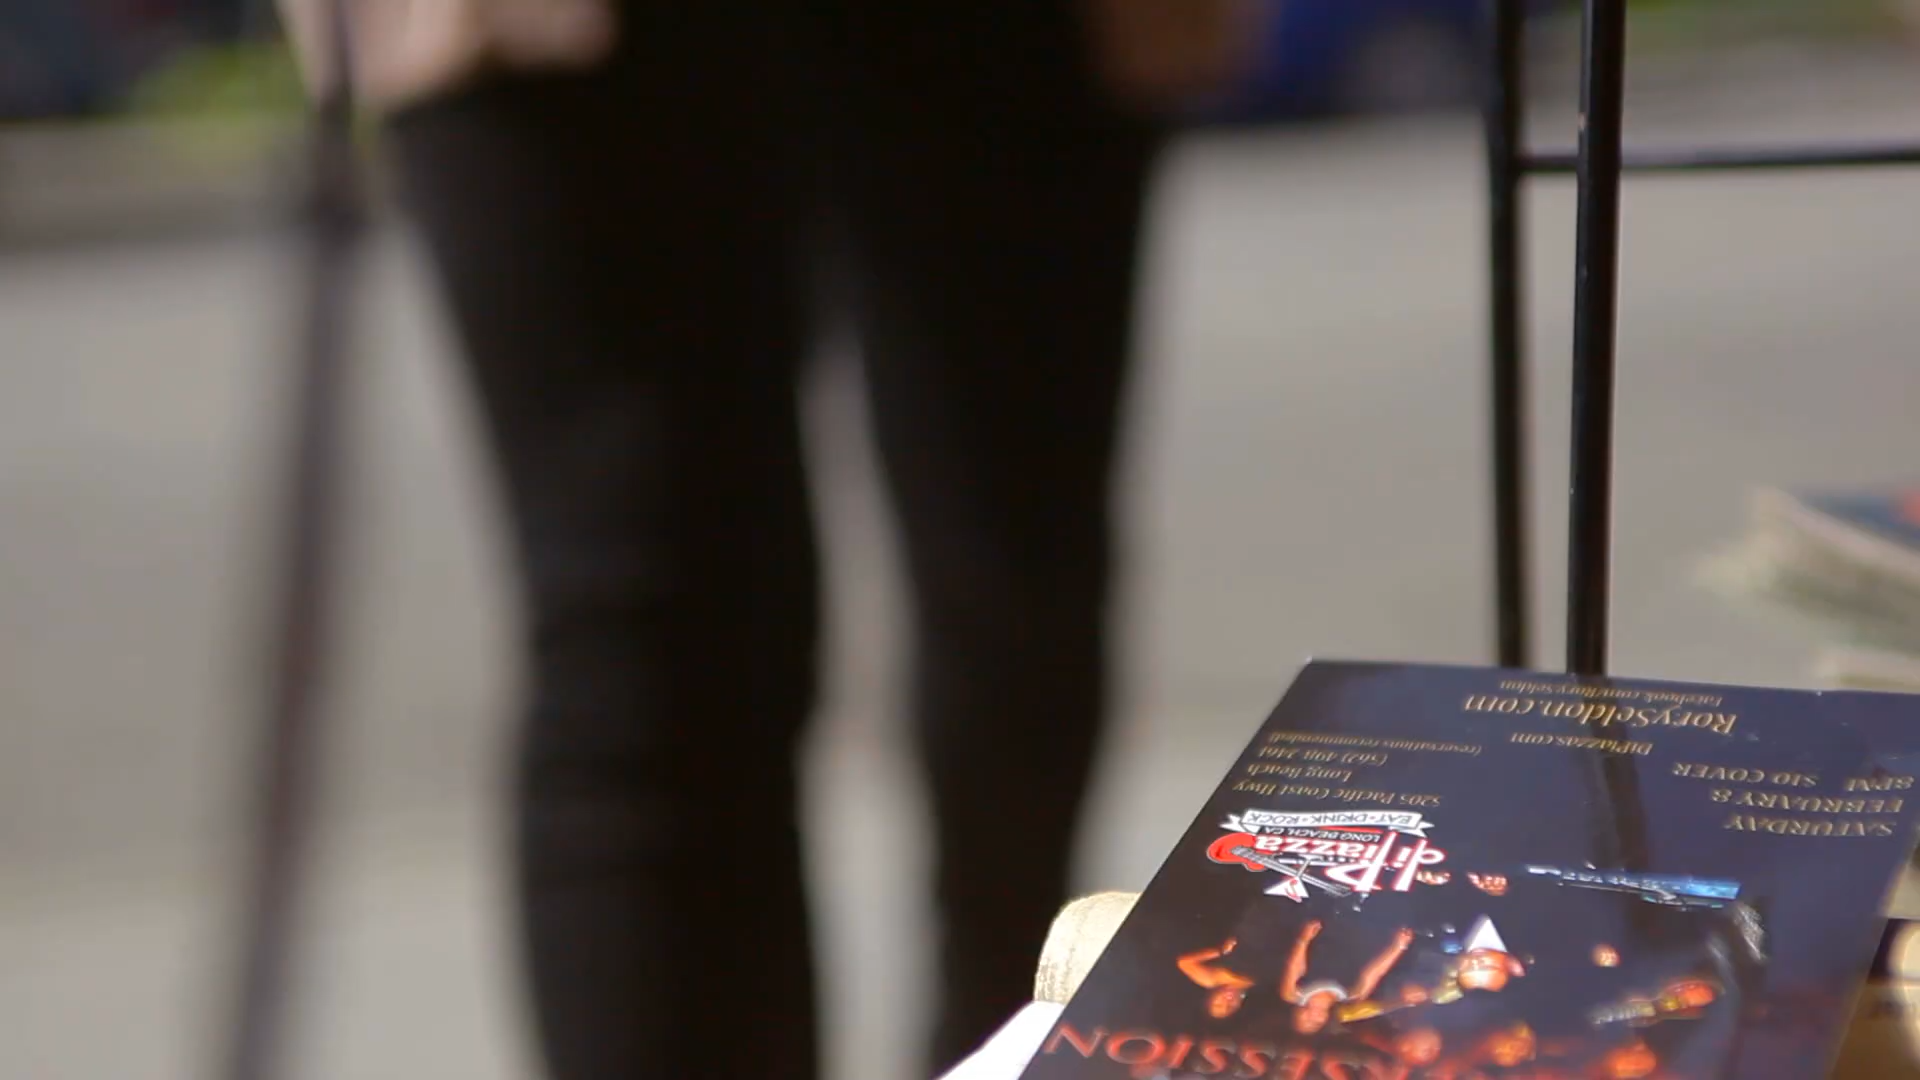 SESSION
diPiazza
LONG BEACH, CA
EAT · DRINK · ROCK
SATURDAY
FEBRUARY 8
8PM $10 COVER
5205 Pacific Coast Hwy
Long Beach
(562) 498 2461
(reservations recommended)
DiPiazzas.com
RorySeldon.com
facebook.com/RorySeldon